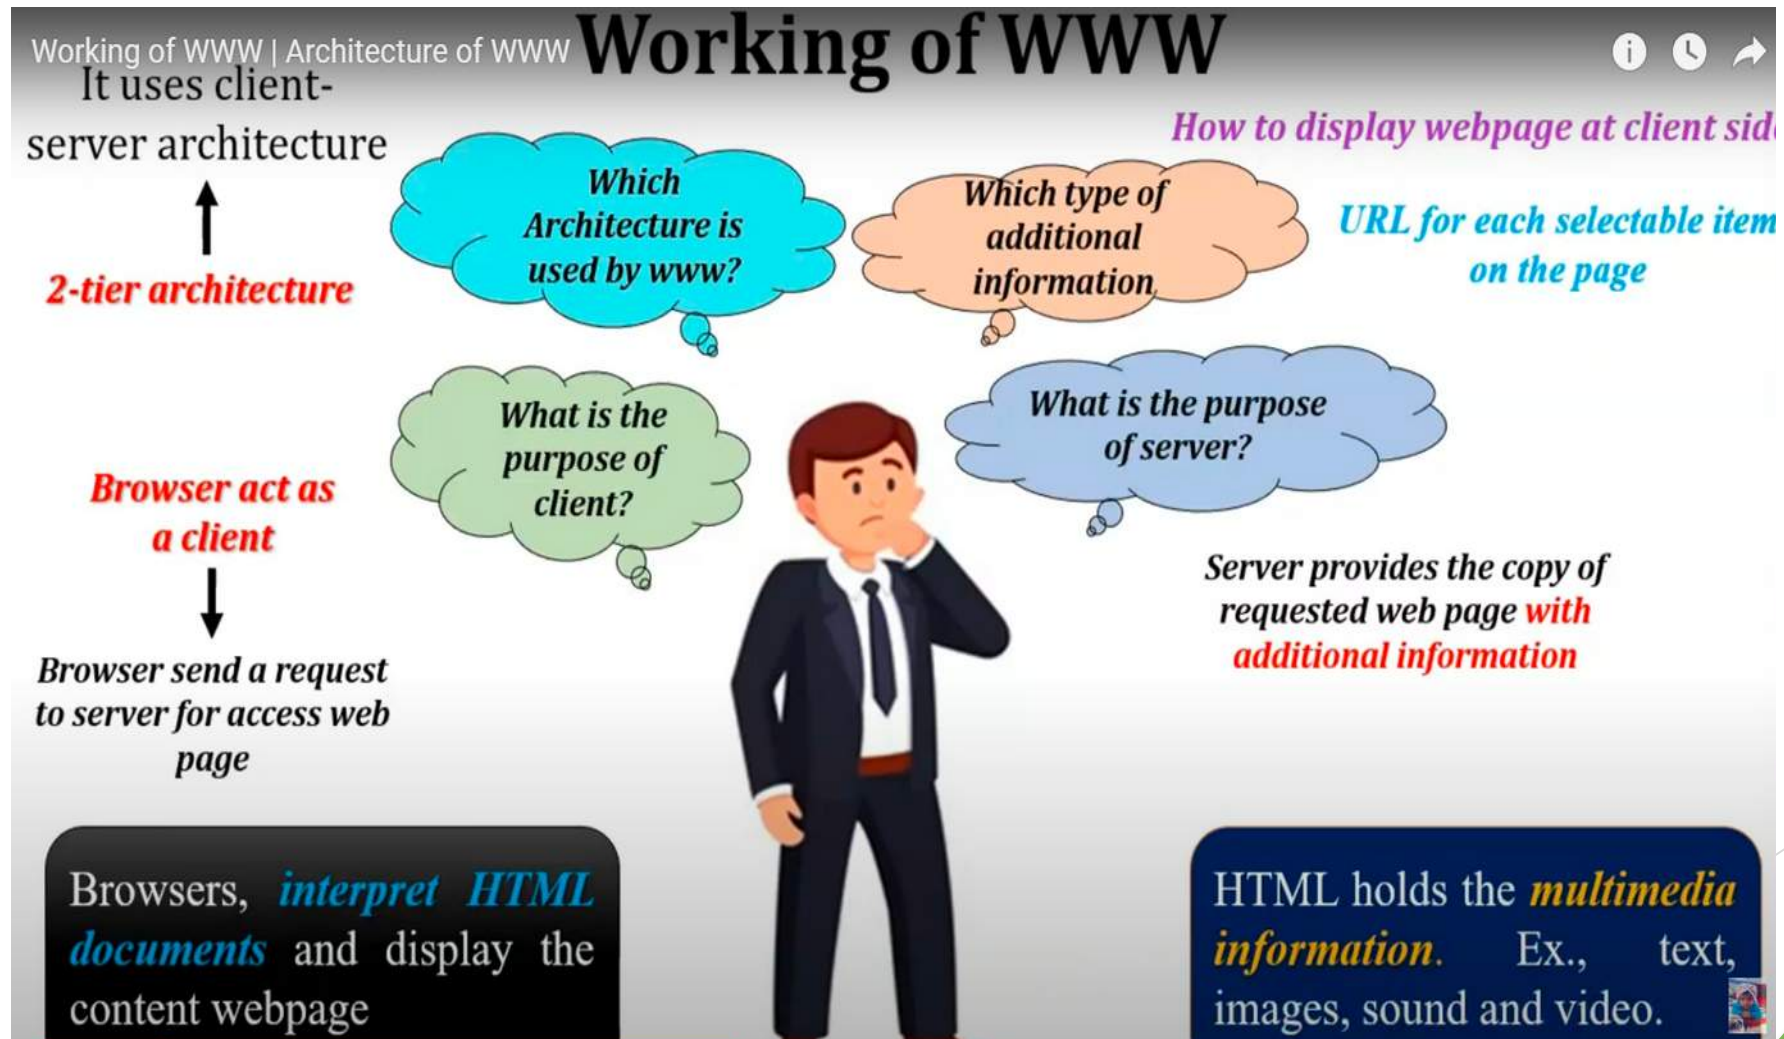 Working of WWW | Architecture of WWW
Working of WWW
It uses client-
server architecture
2-tier architecture
Which
Architecture is
used by www?
Which type of
additional
information
How to display webpage at client side
URL for each selectable item
on the page
What is the
purpose of
client?
What is the purpose
of server?
Browser act as
a client
Browser send a request
to server for access web
page
Server provides the copy of
requested web page with
additional information
Browsers, interpret HTML
documents and display the
content webpage
HTML holds the multimedia
information. Ex., text,
images, sound and video.